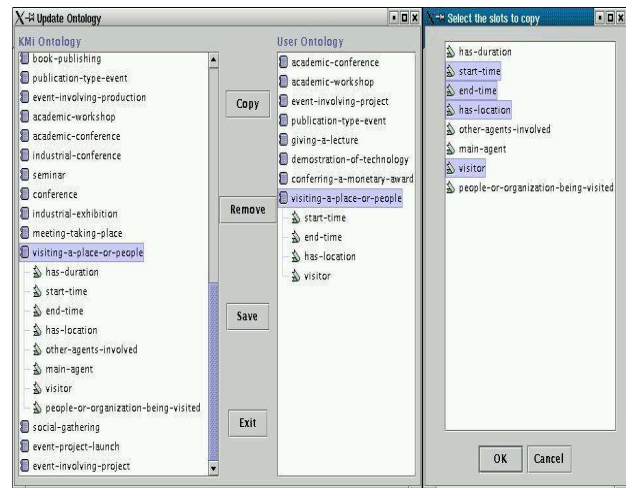 Update Ontology
KMi Ontology
book-publishing
publication-type-event
event-involving-production
academic-workshop
academic-conference
industrial-conference
seminar
conference
industrial-exhibition
meeting-taking-place
visiting-a-place-or-people
has-duration
start-time
end-time
has-location
other-agents-involved
main-agent
visitor
people-or-organization-being-visited
social-gathering
event-project-launch
event-involving-project
Copy
Remove
Save
Exit
User Ontology
academic-conference
academic-workshop
event-involving-project
publication-type-event
giving-a-lecture
demostration-of-technology
conferring-a-monetary-award
visiting-a-place-or-people
start-time
end-time
has-location
visitor
Select the slots to copy
has-duration
start-time
end-time
has-location
other-agents-involved
main-agent
visitor
people-or-organization-being-visited
OK
Cancel